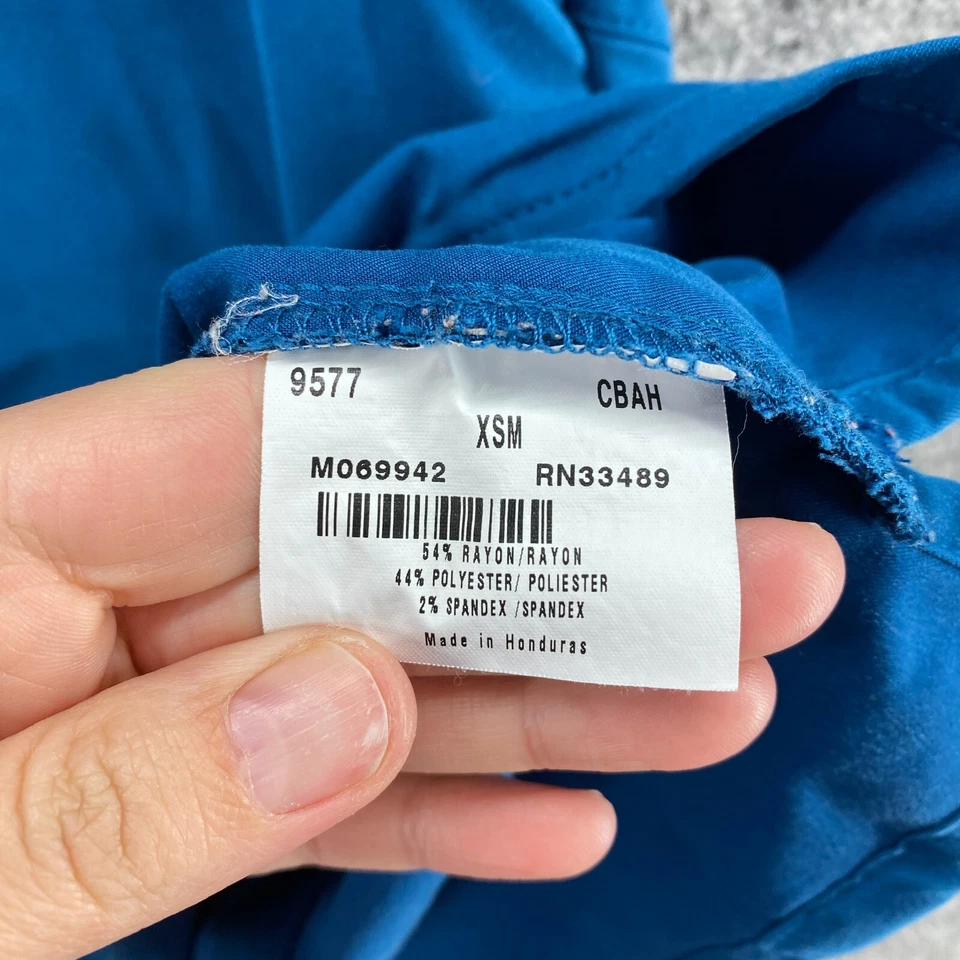 9577 CBAH
XSM
M069942 RN33489
54% RAYON/RAYON
44% POLYESTER/ POLIESTER
2% SPANDEX /SPANDEX
Made in Honduras